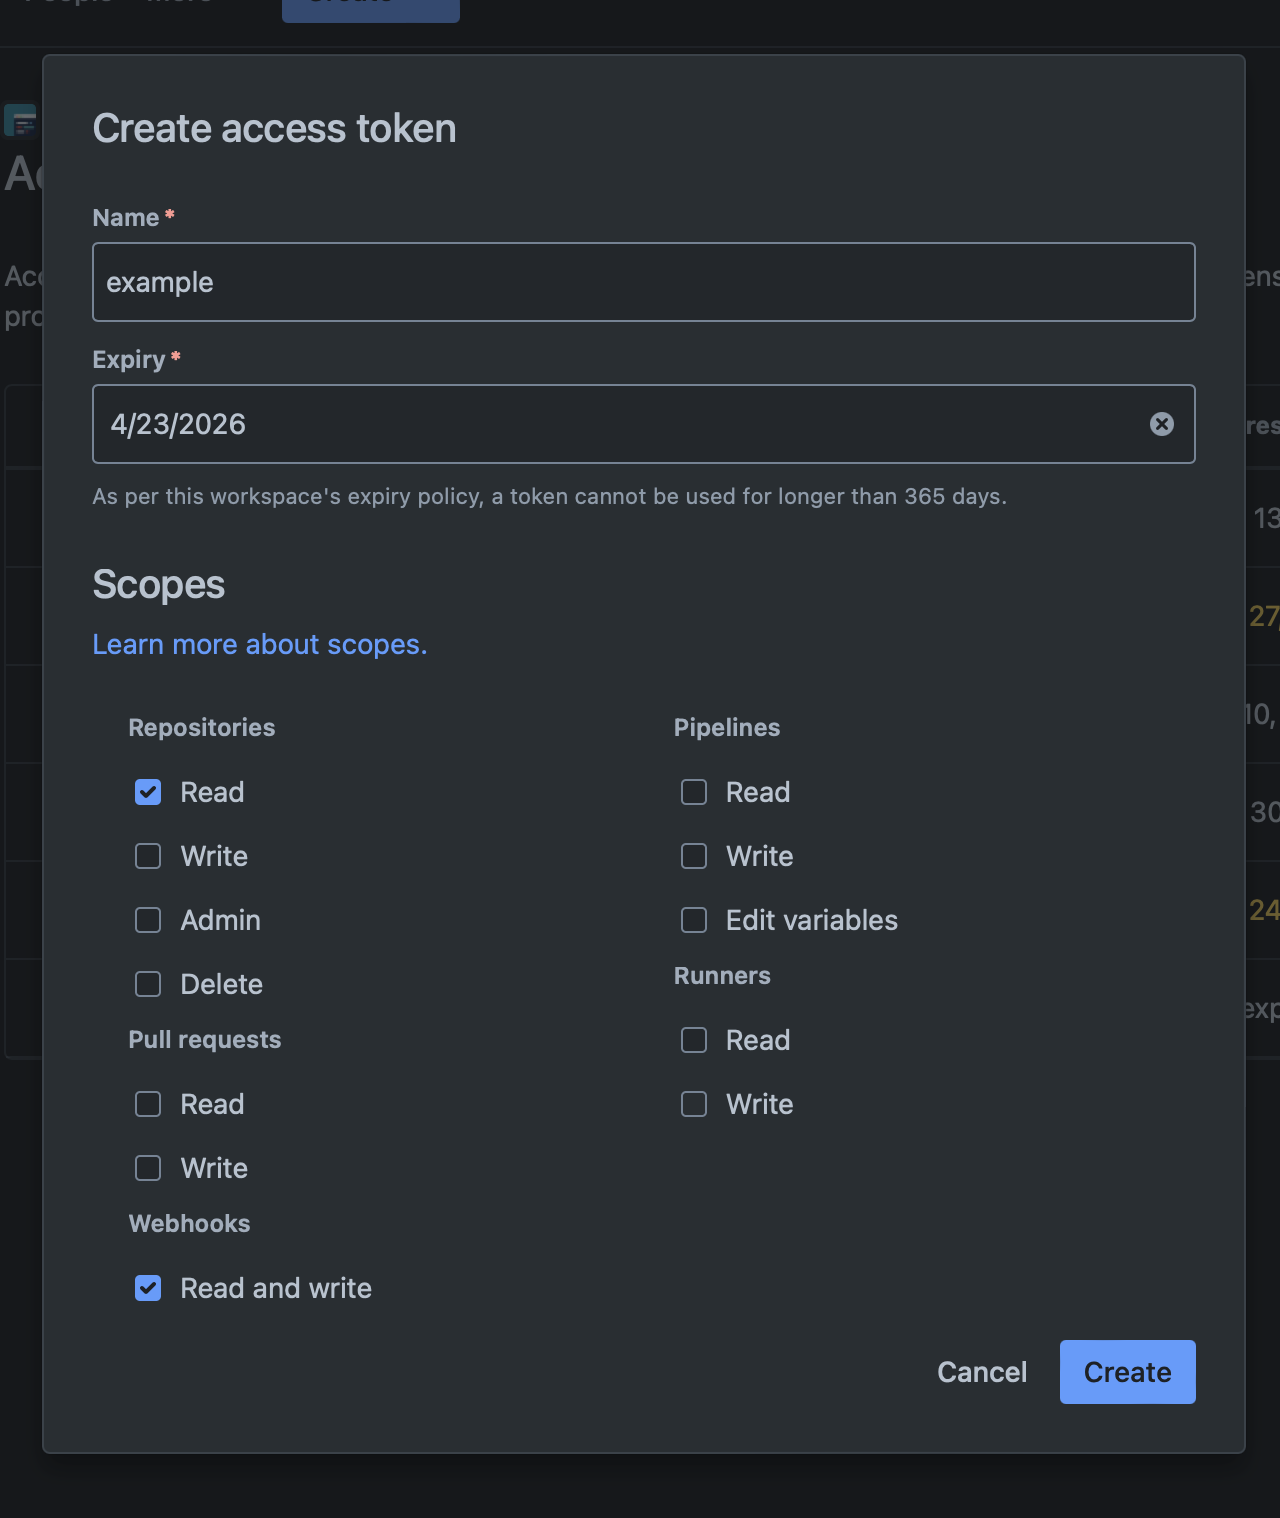 Create access token
Name *
example
Expiry *
4/23/2026
As per this workspace's expiry policy, a token cannot be used for longer than 365 days.
Scopes
Learn more about scopes.
Repositories
Read
Write
Admin
Delete
Pull requests
Read
Write
Webhooks
Read and write
Pipelines
Read
Write
Edit variables
Runners
Read
Write
Cancel
Create